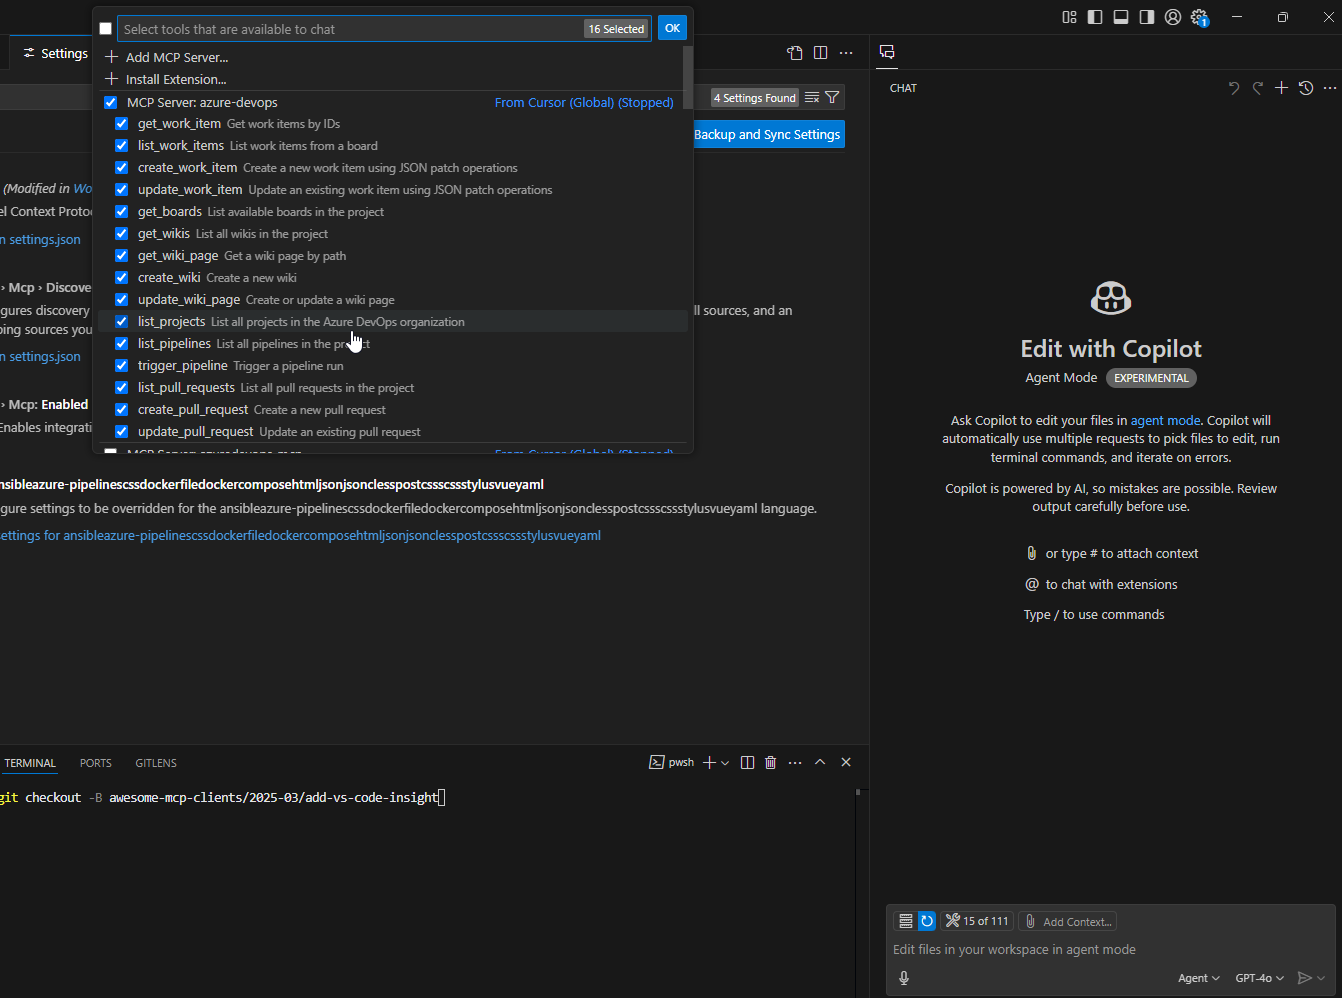 Select tools that are available to chat
16 Selected
OK
Add MCP Server...
Install Extension...
MCP Server: azure-devops
From Cursor (Global) (Stopped)
get_work_item Get work items by IDs
list_work_items List work items from a board
create_work_item Create a new work item using JSON patch operations
update_work_item Update an existing work item using JSON patch operations
get_boards List available boards in the project
get_wikis List all wikis in the project
get_wiki_page Get a wiki page by path
create_wiki Create a new wiki
update_wiki_page Create or update a wiki page
list_projects List all projects in the Azure DevOps organization
list_pipelines List all pipelines in the project
trigger_pipeline Trigger a pipeline run
list_pull_requests List all pull requests in the project
create_pull_request Create a new pull request
update_pull_request Update an existing pull request
From Cursor (Global) (Stopped)
Settings
4 Settings Found
Backup and Sync Settings
(Modified in Wo
el Context Proto
n settings.json
› Mcp › Discove
gures discovery
ll sources, and an
ping sources you
n settings.json
› Mcp: Enabled
Enables integrati
nsibleazure-pipelinescssdockerfiledockercomposehtmljsonjsonclesspostcssscssstylusvueyaml
gure settings to be overridden for the ansibleazure-pipelinescssdockerfiledockercomposehtmljsonjsonclesspostcssscssstylusvueyaml language.
ettings for ansibleazure-pipelinescssdockerfiledockercomposehtmljsonjsonclesspostcssscssstylusvueyaml
TERMINAL
PORTS
GITLENS
pwsh
git checkout -B awesome-mcp-clients/2025-03/add-vs-code-insight
1
CHAT
Edit with Copilot
Agent Mode
EXPERIMENTAL
Ask Copilot to edit your files in agent mode. Copilot will
automatically use multiple requests to pick files to edit, run
terminal commands, and iterate on errors.
Copilot is powered by AI, so mistakes are possible. Review
output carefully before use.
or type # to attach context
@ to chat with extensions
Type / to use commands
15 of 111
Add Context...
Edit files in your workspace in agent mode
Agent
GPT-4o